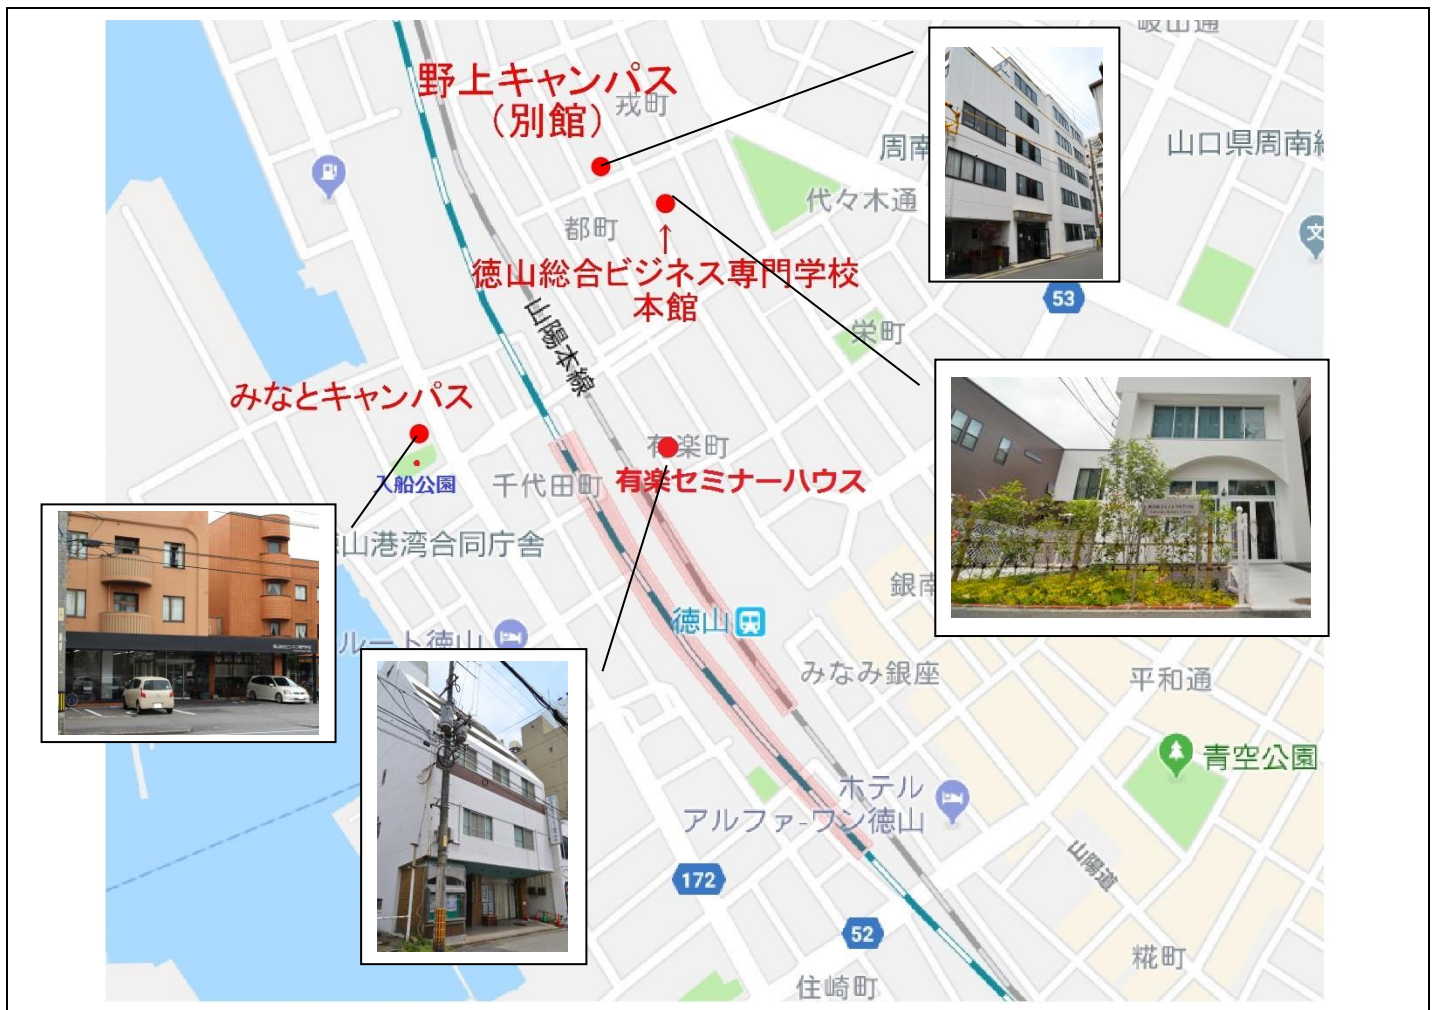 岐山通
野上キャンパス
（別館）
戎町
周南
山口県周南
代々木通
文
都町
↑
徳山総合ビジネス専門学校
本館
53
山陽本線
栄町
みなとキャンパス
有楽町
入船公園
千代田町
有楽セミナーハウス
山港湾合同庁舎
銀南
徳山
ルート徳山
みなみ銀座
平和通
青空公園
ホテル
アルファ-ワン徳山
山陽道
172
52
糀町
住崎町